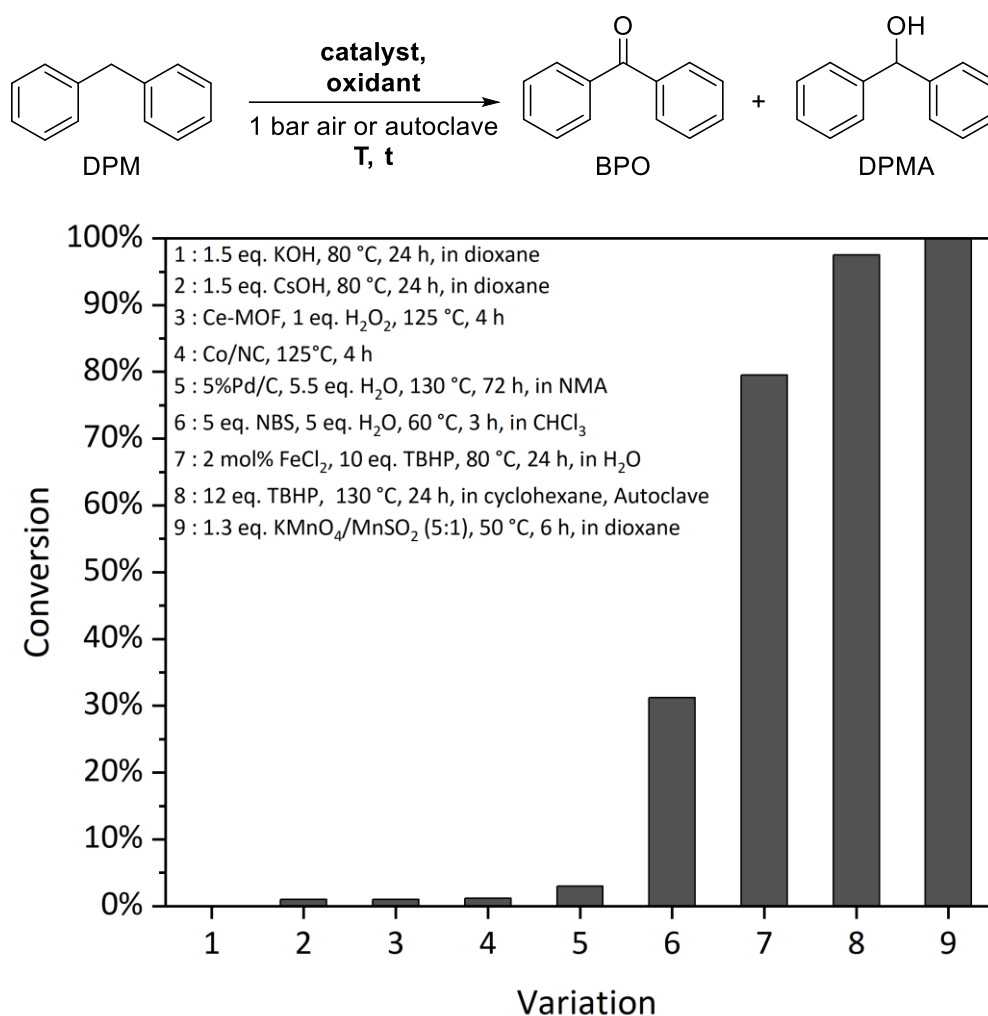 catalyst,
oxidant
1 bar air or autoclave
T, t
O
OH
+
DPM
BPO
DPMA
100%
90%
80%
70%
60%
50%
40%
30%
20%
10%
0%
Conversion
1 : 1.5 eq. KOH, 80 °C, 24 h, in dioxane
2 : 1.5 eq. CsOH, 80 °C, 24 h, in dioxane
3 : Ce-MOF, 1 eq. H₂O₂, 125 °C, 4 h
4 : Co/NC, 125°C, 4 h
5 : 5%Pd/C, 5.5 eq. H₂O, 130 °C, 72 h, in NMA
6 : 5 eq. NBS, 5 eq. H₂O, 60 °C, 3 h, in CHCl₃
7 : 2 mol% FeCl₂, 10 eq. TBHP, 80 °C, 24 h, in H₂O
8 : 12 eq. TBHP, 130 °C, 24 h, in cyclohexane, Autoclave
9 : 1.3 eq. KMnO₄/MnSO₂ (5:1), 50 °C, 6 h, in dioxane
1 2 3 4 5 6 7 8 9
Variation